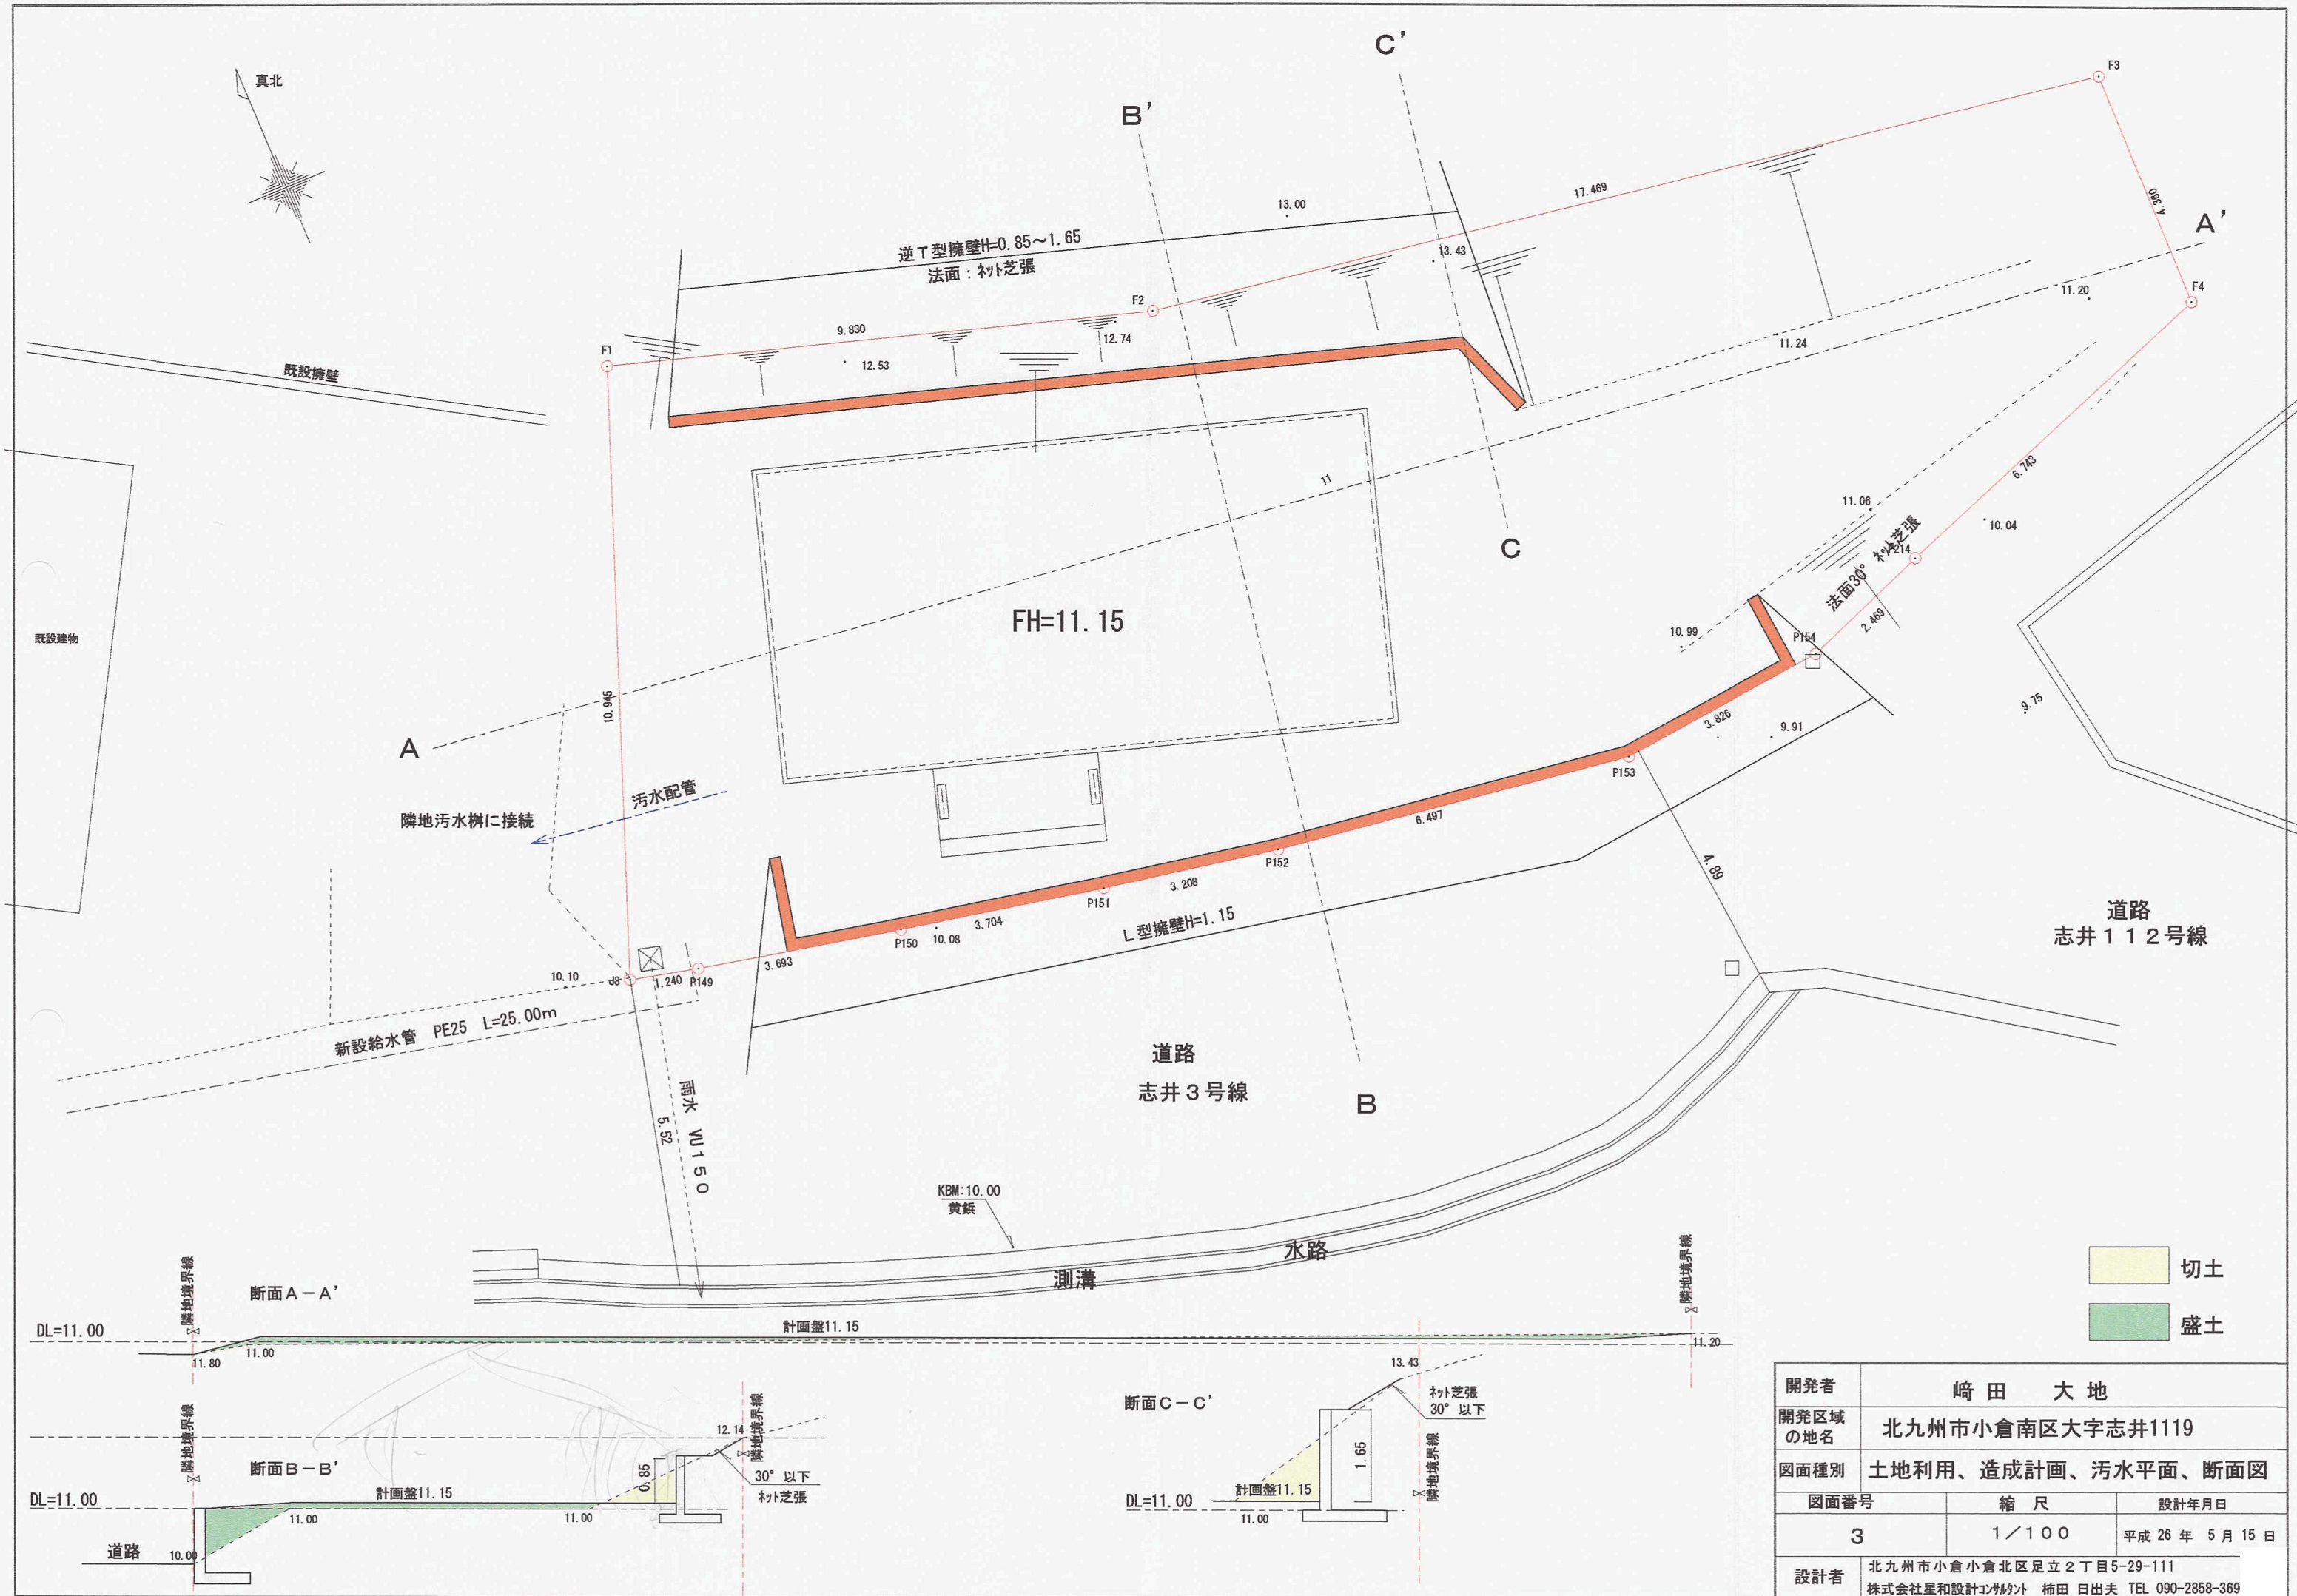 真北
C'
B'
F3
4.360
A'
17.469
13.00
逆T型擁壁H=0.85～1.65
法面：ネット芝張
13.43
F2
F4
11.20
9.830
12.74
11.24
12.53
F1
既設擁壁
11
6.743
11.06
10.04
C
法面30° ネット芝張
既設建物
FH=11.15
10.99
P154
2.469
10.945
9.75
3.826
9.91
A
P153
汚水配管
隣地汚水桝に接続
6.497
P152
4.89
3.208
P151
L型擁壁H=1.15
道路
志井112号線
3.704
P150
10.08
3.693
10.10
J8
1.240
P149
新設給水管 PE25 L=25.00m
道路
志井3号線
B
雨水 VU150
5.52
KBM:10.00
黄鋲
水路
測溝
切土
盛土
隣地境界線
断面A－A'
隣地境界線
DL=11.00
計画盤11.15
11.80
11.00
11.20
隣地境界線
断面B－B'
12.14
隣地境界線
0.85
30°以下
ネット芝張
DL=11.00
計画盤11.15
11.00
11.00
道路
10.00
断面C－C'
13.43
ネット芝張
30°以下
1.65
隣地境界線
計画盤11.15
DL=11.00
11.00
開発者 﨑田 大地
開発区域の地名 北九州市小倉南区大字志井1119
図面種別 土地利用、造成計画、汚水平面、断面図
図面番号 縮尺 設計年月日
3 1／100 平成 26 年 5 月 15 日
設計者 北九州市小倉小倉北区足立2丁目5-29-111
株式会社星和設計コンサルタント 柿田 日出夫 TEL 090-2858-369